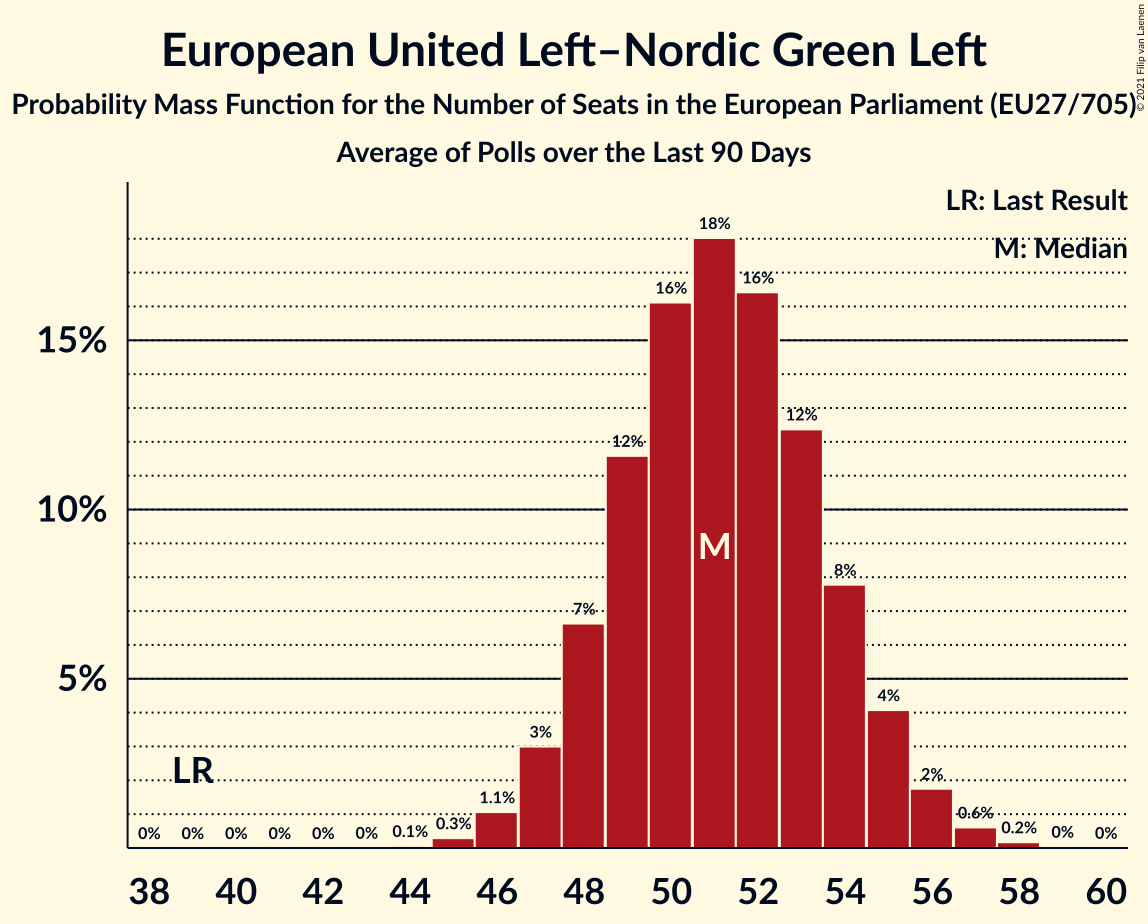 European United Left–Nordic Green Left
Probability Mass Function for the Number of Seats in the European Parliament (EU27/705)
Average of Polls over the Last 90 Days
© 2021 Filip van Laenen
LR: Last Result
M: Median
18%
16%
16%
15%
12%
12%
10%
M
8%
7%
5%
4%
3%
LR
2%
1.1%
0.6%
0% 0% 0% 0% 0% 0% 0.1% 0.3% 0.2% 0% 0%
38 40 42 44 46 48 50 52 54 56 58 60